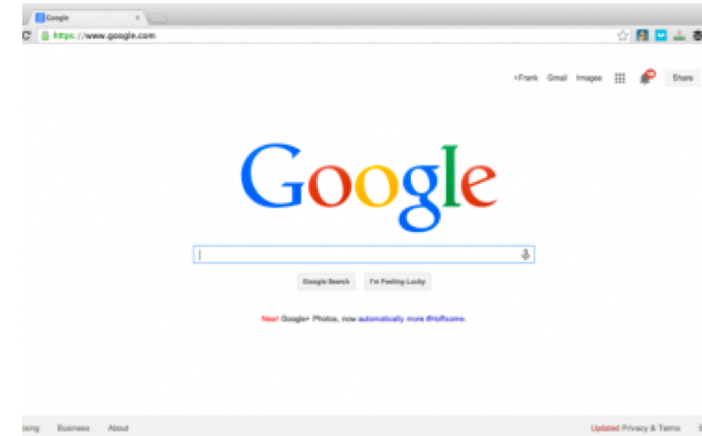 Google
https://www.google.com
+Frank Gmail Images Share
Google
Google Search I'm Feeling Lucky
New! Google+ Photos, now automatically more #Hoffsome.
Business About Updated Privacy & Terms